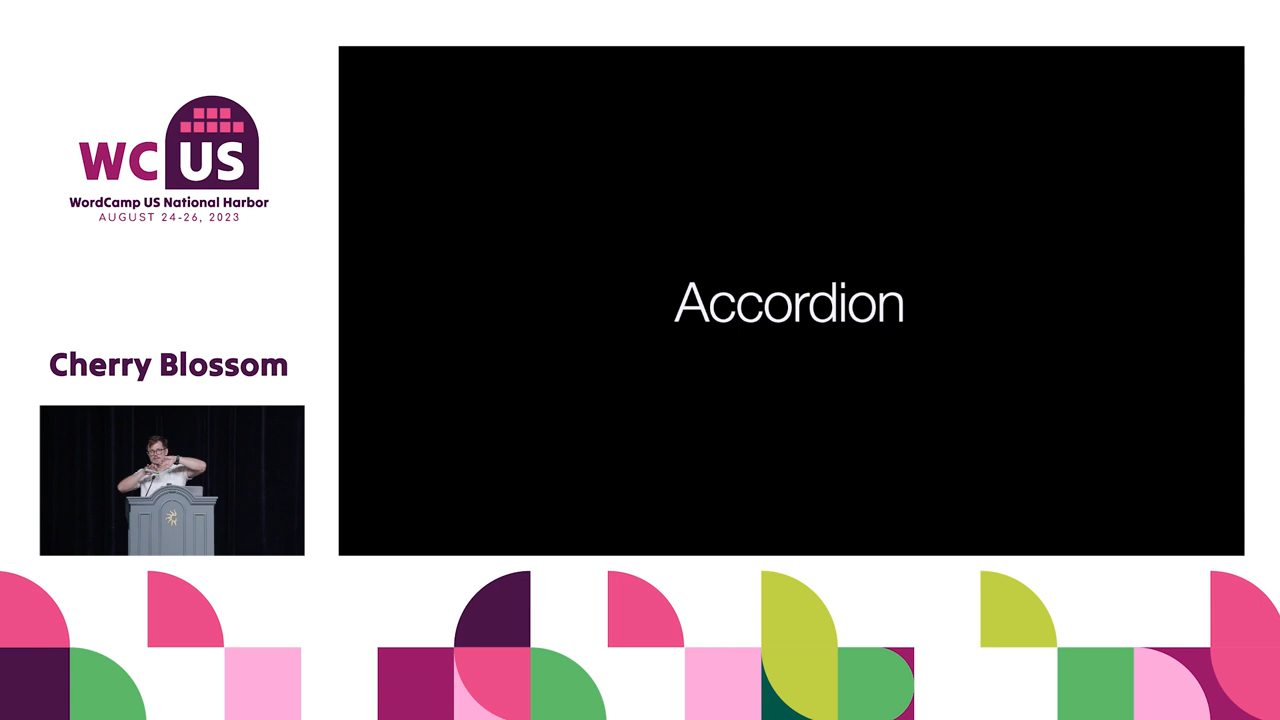 WC US
WordCamp US National Harbor
AUGUST 24-26, 2023
Cherry Blossom
Accordion